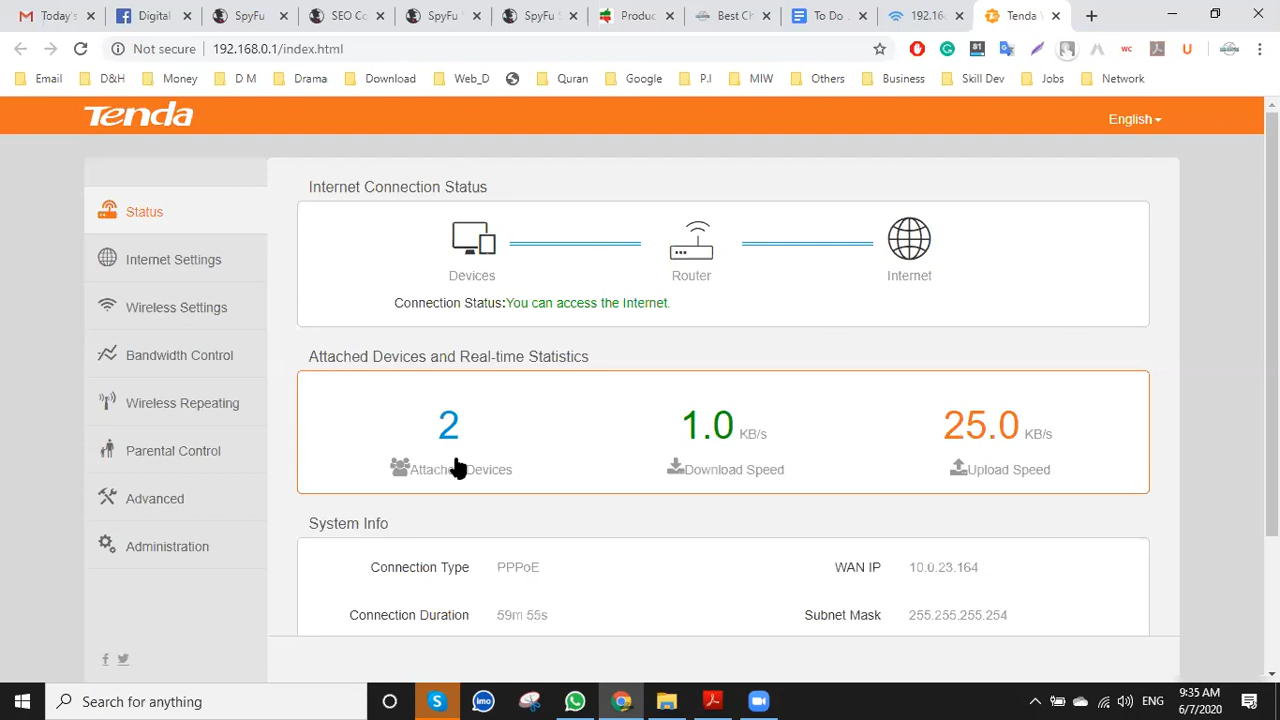 Today's
Digital
SpyFu
SEO Co
SpyFu
SpyFu S
Produc
Best Ch
To Do
192.16
Tenda
Not secure
192.168.0.1/index.html
81
WC
U
Email
D&H
Money
D M
Drama
Download
Web_D
Quran
Google
P.I
MIW
Others
Business
Skill Dev
Jobs
Network
Tenda
English
Status
Internet Settings
Wireless Settings
Bandwidth Control
Wireless Repeating
Parental Control
Advanced
Administration
Internet Connection Status
Devices
Router
Internet
Connection Status:You can access the Internet.
Attached Devices and Real-time Statistics
2
1.0 KB/s
25.0 KB/s
Attached Devices
Download Speed
Upload Speed
System Info
Connection Type PPPoE
WAN IP 10.0.23.164
Connection Duration 59m 55s
Subnet Mask 255.255.255.254
Search for anything
imo
ENG
9:35 AM
6/7/2020